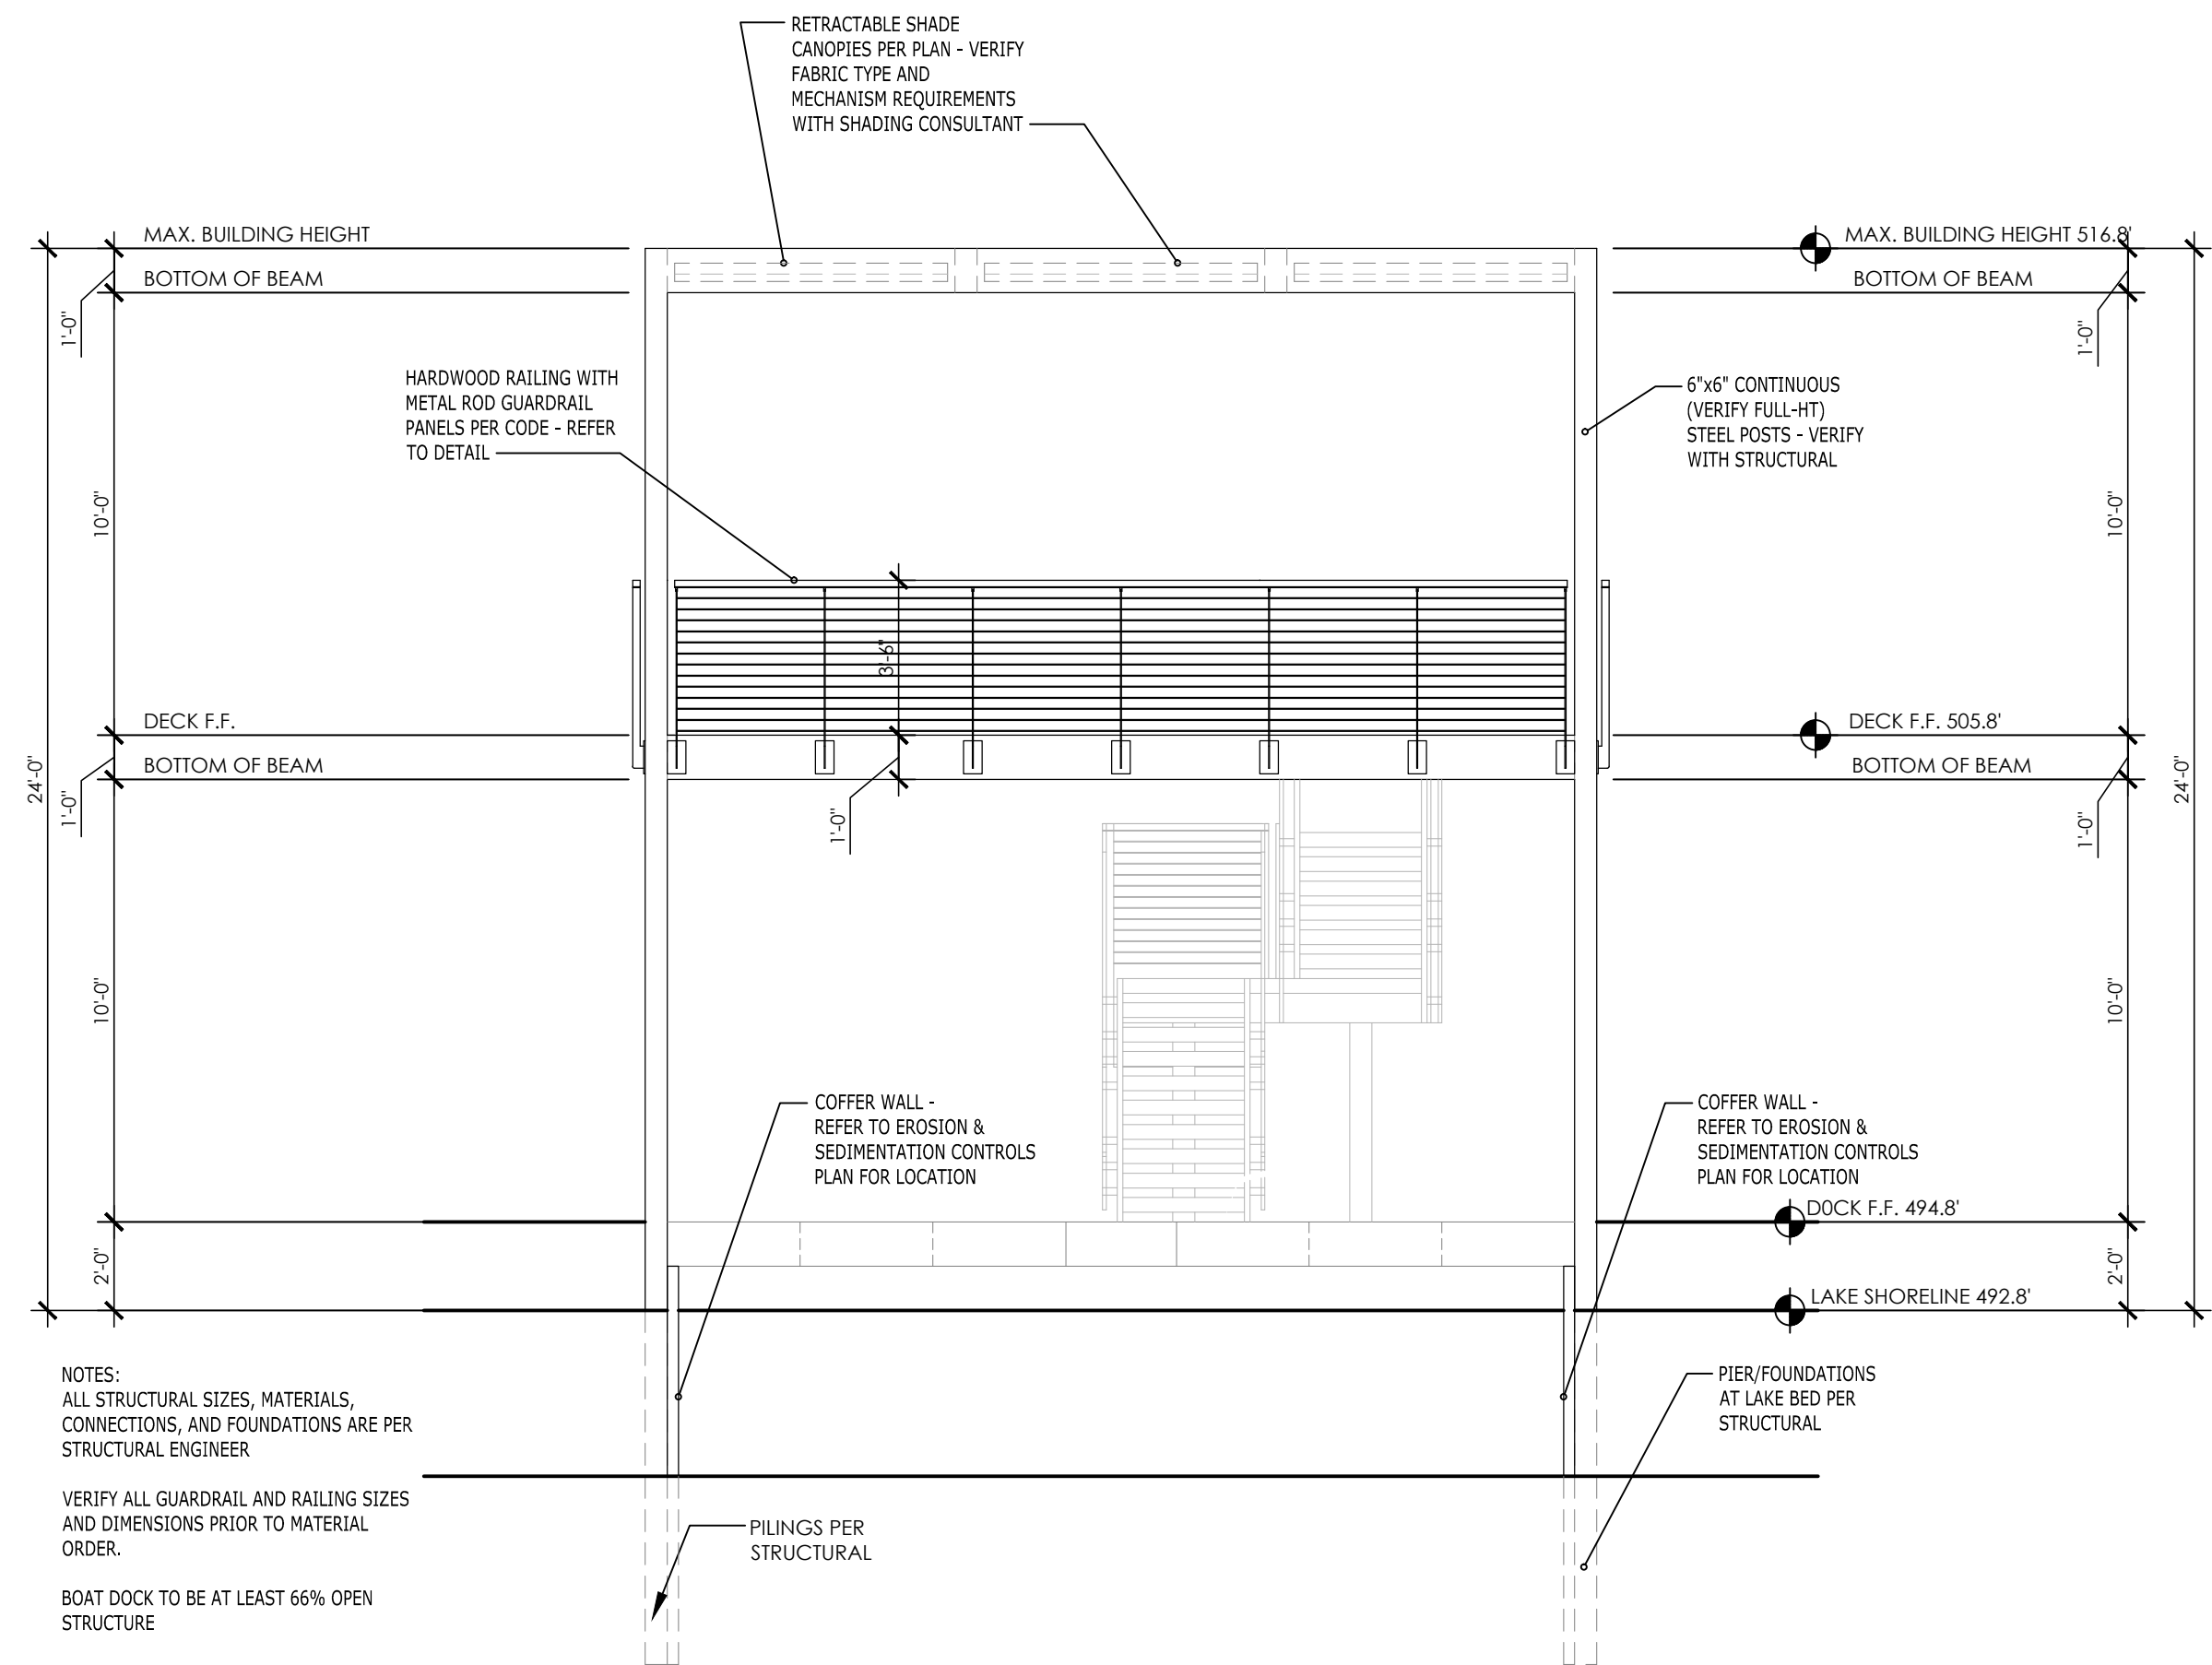 RETRACTABLE SHADE
CANOPIES PER PLAN - VERIFY
FABRIC TYPE AND
MECHANISM REQUIREMENTS
WITH SHADING CONSULTANT
MAX. BUILDING HEIGHT
BOTTOM OF BEAM
1'-0"
MAX. BUILDING HEIGHT 516.8'
BOTTOM OF BEAM
1'-0"
HARDWOOD RAILING WITH
METAL ROD GUARDRAIL
PANELS PER CODE - REFER
TO DETAIL
6"x6" CONTINUOUS
(VERIFY FULL-HT)
STEEL POSTS - VERIFY
WITH STRUCTURAL
10'-0"
10'-0"
3'-6"
DECK F.F.
BOTTOM OF BEAM
DECK F.F. 505.8'
BOTTOM OF BEAM
24'-0"
1'-0"
1'-0"
1'-0"
24'-0"
10'-0"
10'-0"
COFFER WALL -
REFER TO EROSION &
SEDIMENTATION CONTROLS
PLAN FOR LOCATION
COFFER WALL -
REFER TO EROSION &
SEDIMENTATION CONTROLS
PLAN FOR LOCATION
D0CK F.F. 494.8'
2'-0"
2'-0"
LAKE SHORELINE 492.8'
NOTES:
ALL STRUCTURAL SIZES, MATERIALS,
CONNECTIONS, AND FOUNDATIONS ARE PER
STRUCTURAL ENGINEER
VERIFY ALL GUARDRAIL AND RAILING SIZES
AND DIMENSIONS PRIOR TO MATERIAL
ORDER.
BOAT DOCK TO BE AT LEAST 66% OPEN
STRUCTURE
PIER/FOUNDATIONS
AT LAKE BED PER
STRUCTURAL
PILINGS PER
STRUCTURAL